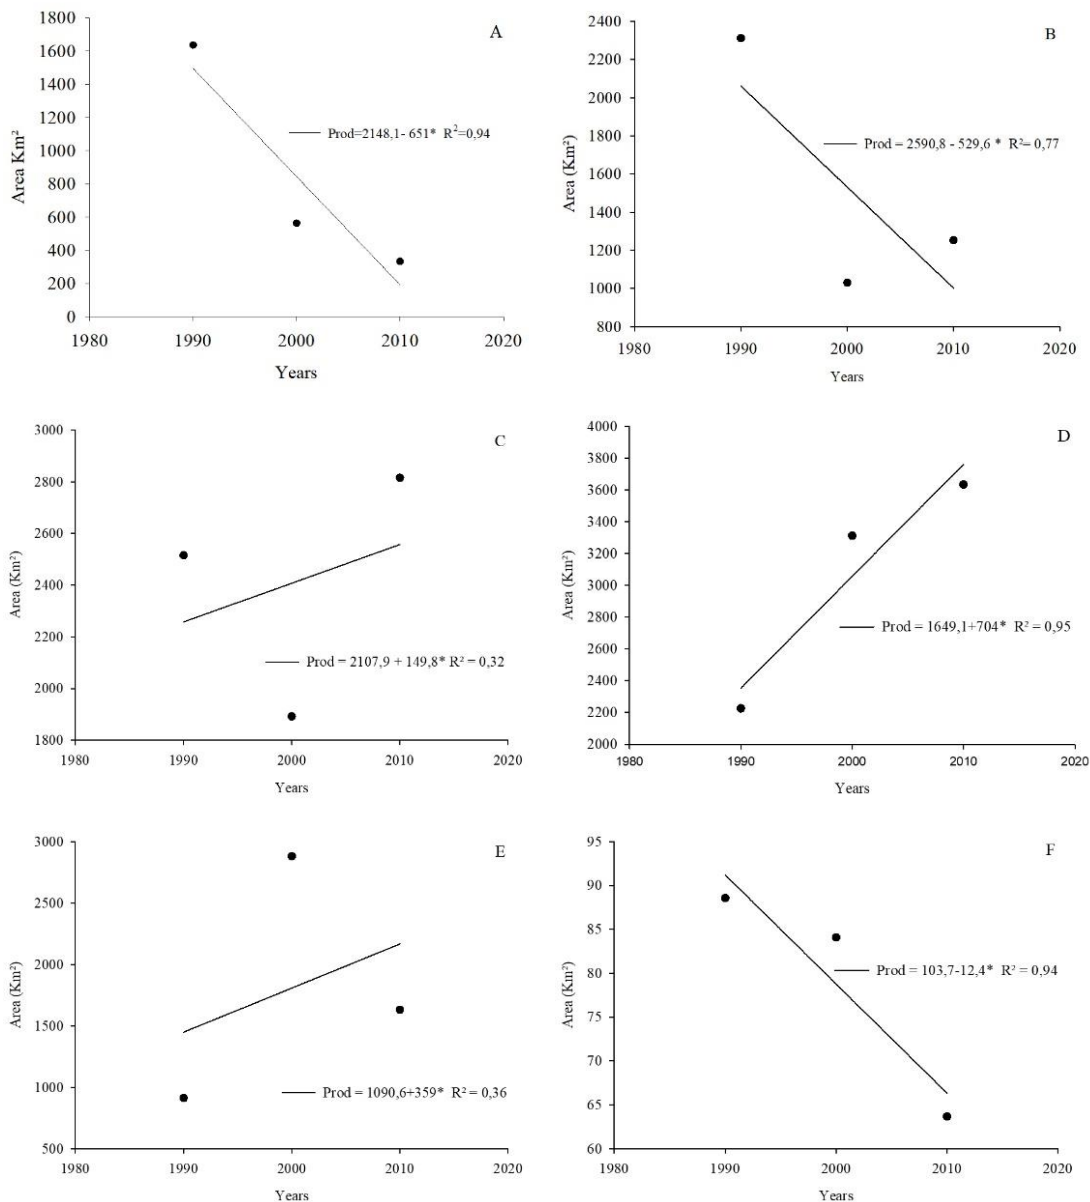 A
1800
1600
1400
1200
1000
800
600
400
200
0
Area Km²
Prod=2148,1- 651* R²=0,94
1980 1990 2000 2010 2020
Years
B
2400
2200
2000
1800
1600
1400
1200
1000
800
Area (Km²)
Prod = 2590,8 - 529,6 * R²= 0,77
1980 1990 2000 2010 2020
Years
C
3000
2800
2600
2400
2200
2000
1800
Area (Km²)
Prod = 2107,9 + 149,8* R² = 0,32
1980 1990 2000 2010 2020
Years
D
4000
3800
3600
3400
3200
3000
2800
2600
2400
2200
2000
Area (Km²)
Prod = 1649,1+704* R² = 0,95
1980 1990 2000 2010 2020
Years
E
3000
2500
2000
1500
1000
500
Area (Km²)
Prod = 1090,6+359* R² = 0,36
1980 1990 2000 2010 2020
Years
F
95
90
85
80
75
70
65
60
Area (Km²)
Prod = 103,7-12,4* R² = 0,94
1980 1990 2000 2010 2020
Years